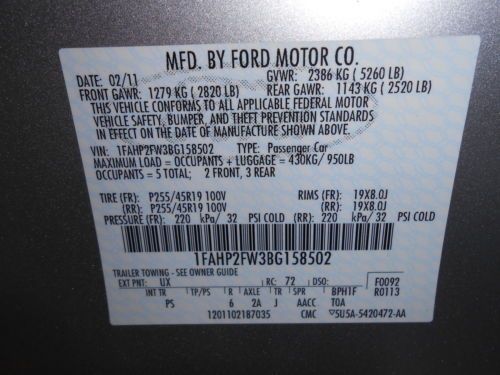 MFD. BY FORD MOTOR CO.
DATE: 02/11 GVWR: 2386 KG ( 5260 LB)
FRONT GAWR: 1279 KG ( 2820 LB) REAR GAWR: 1143 KG ( 2520 LB)
THIS VEHICLE CONFORMS TO ALL APPLICABLE FEDERAL MOTOR
VEHICLE SAFETY, BUMPER, AND THEFT PREVENTION STANDARDS
IN EFFECT ON THE DATE OF MANUFACTURE SHOWN ABOVE.
VIN: 1FAHP2FW3BG158502 TYPE: Passenger Car
MAXIMUM LOAD = OCCUPANTS + LUGGAGE = 430KG/ 950LB
OCCUPANTS = 5 TOTAL; 2 FRONT, 3 REAR
TIRE (FR): P255/45R19 100V RIMS (FR): 19X8.0J
(RR): P255/45R19 100V (RR): 19X8.0J
PRESSURE (FR): 220 kPa/ 32 PSI COLD (RR): 220 kPa/ 32 PSI COLD
1FAHP2FW3BG158502
TRAILER TOWING - SEE OWNER GUIDE
EXT PNT: UX RC: 72 DSO: F0092
INT TR TP/PS R AXLE TR SPR BPH1F R0113
PS 6 2A J AACC TOA
1201102187035 CMC ▽5U5A-5420472-AA